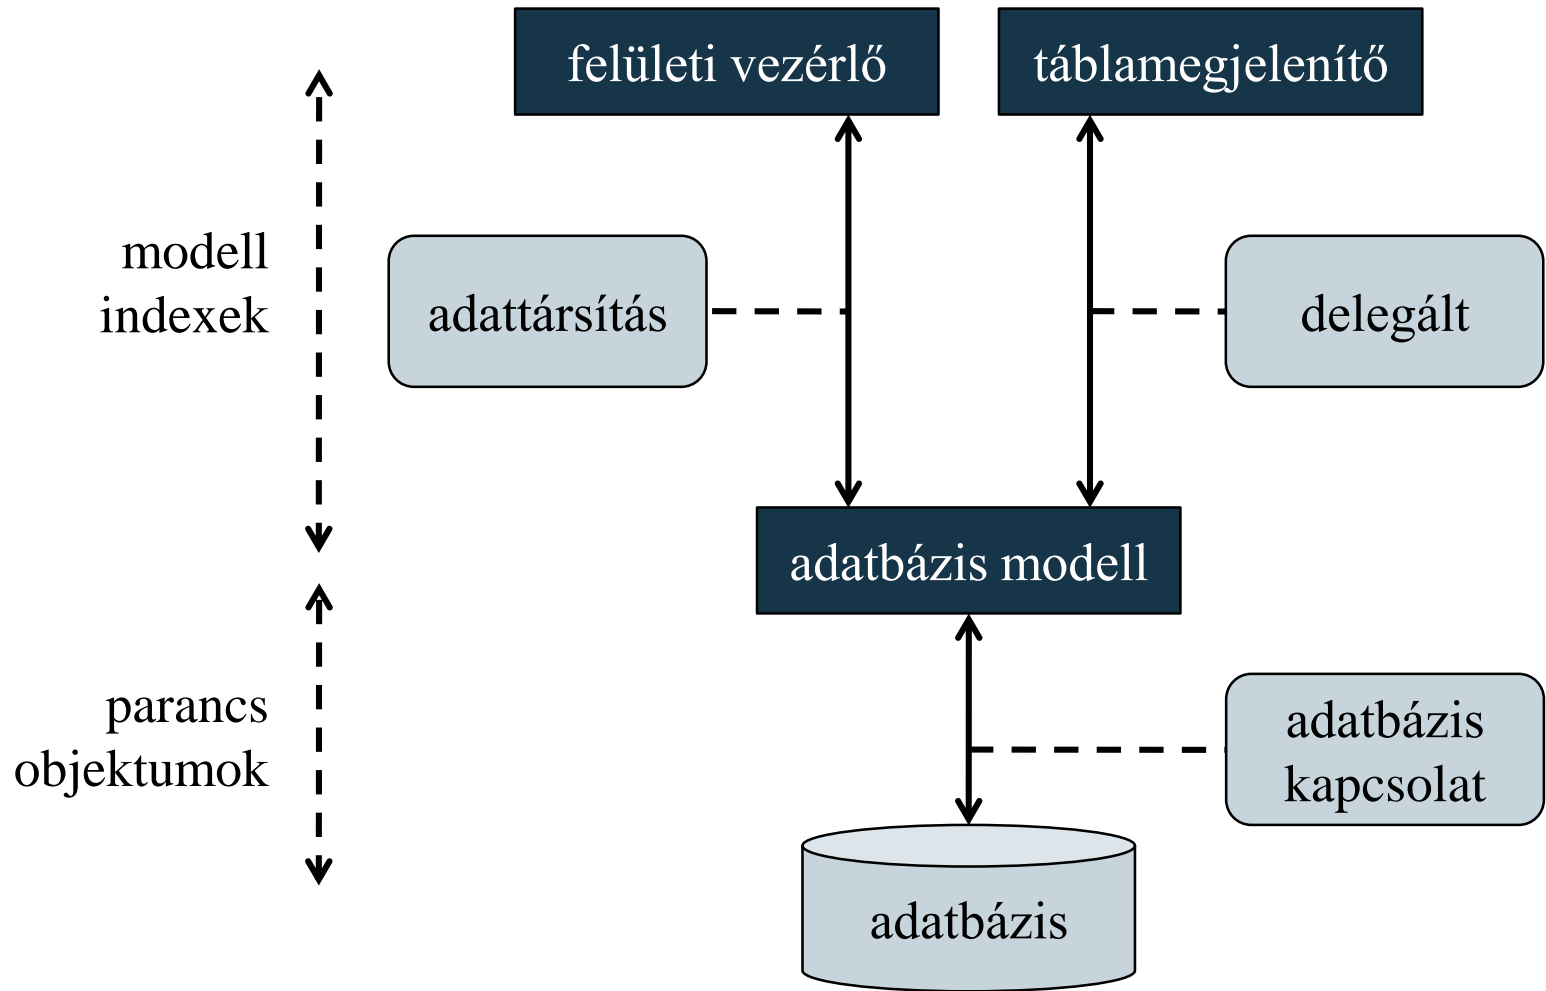 felületi vezérlő
táblamegjelenítő
modell
indexek
adattársítás
delegált
adatbázis modell
parancs
objektumok
adatbázis
kapcsolat
adatbázis